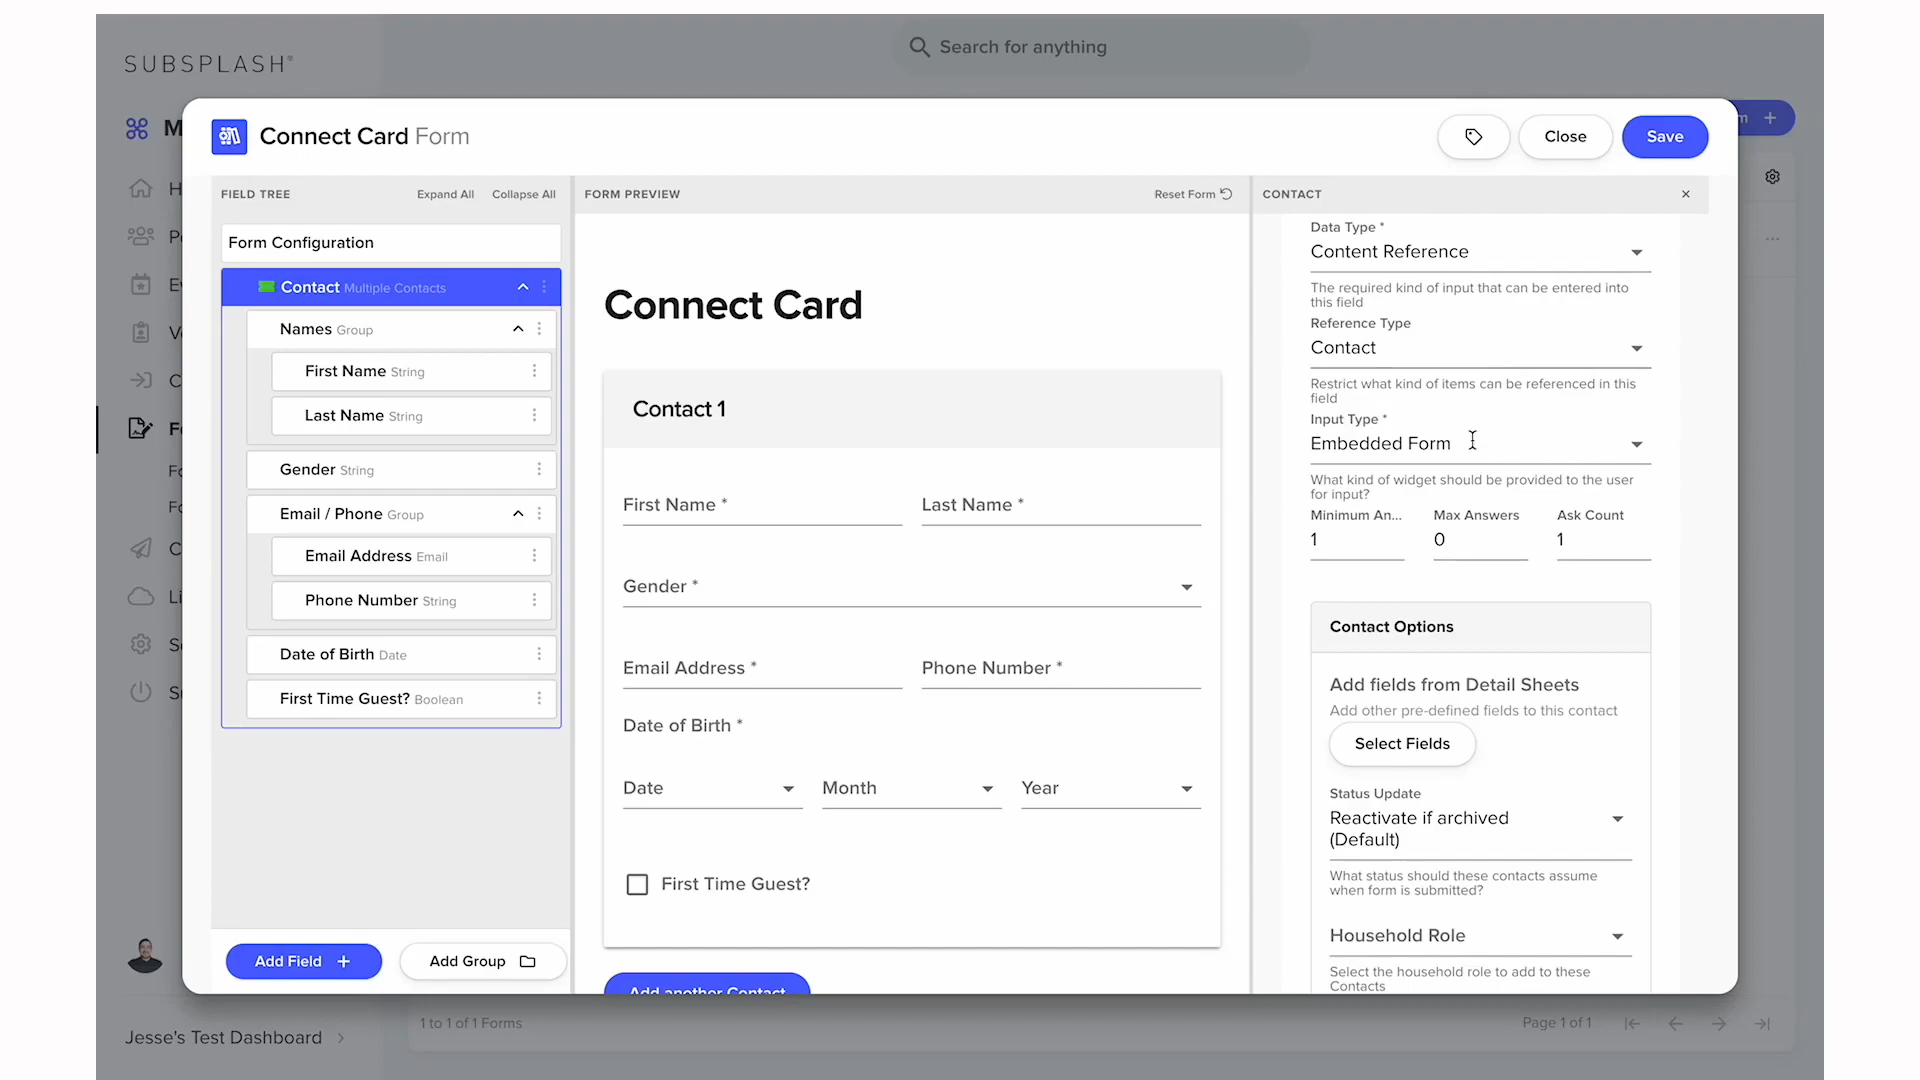 SUBSPLASH®
Search for anything
M
m +
Connect Card Form
Close
Save
FIELD TREE
Expand All
Collapse All
FORM PREVIEW
Reset Form
CONTACT
×
H
P
E
V
C
F
Fo
Fo
C
Li
S
S
Form Configuration
Contact Multiple Contacts
Names Group
First Name String
Last Name String
Gender String
Email / Phone Group
Email Address Email
Phone Number String
Date of Birth Date
First Time Guest? Boolean
Add Field +
Add Group
Connect Card
Contact 1
First Name *
Last Name *
Gender *
Email Address *
Phone Number *
Date of Birth *
Date
Month
Year
First Time Guest?
Add another Contact
Data Type *
Content Reference
The required kind of input that can be entered into
this field
Reference Type
Contact
Restrict what kind of items can be referenced in this
field
Input Type *
Embedded Form
What kind of widget should be provided to the user
for input?
Minimum An...
Max Answers
Ask Count
1
0
1
Contact Options
Add fields from Detail Sheets
Add other pre-defined fields to this contact
Select Fields
Status Update
Reactivate if archived
(Default)
What status should these contacts assume
when form is submitted?
Household Role
Select the household role to add to these
Contacts
Jesse's Test Dashboard
1 to 1 of 1 Forms
Page 1 of 1